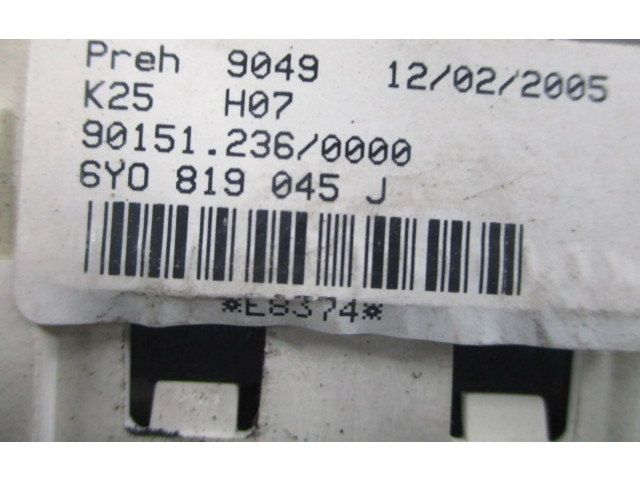 Preh 9049 12/02/2005
K25 H07
90151.236/0000
6Y0 819 045 J
*E8374*